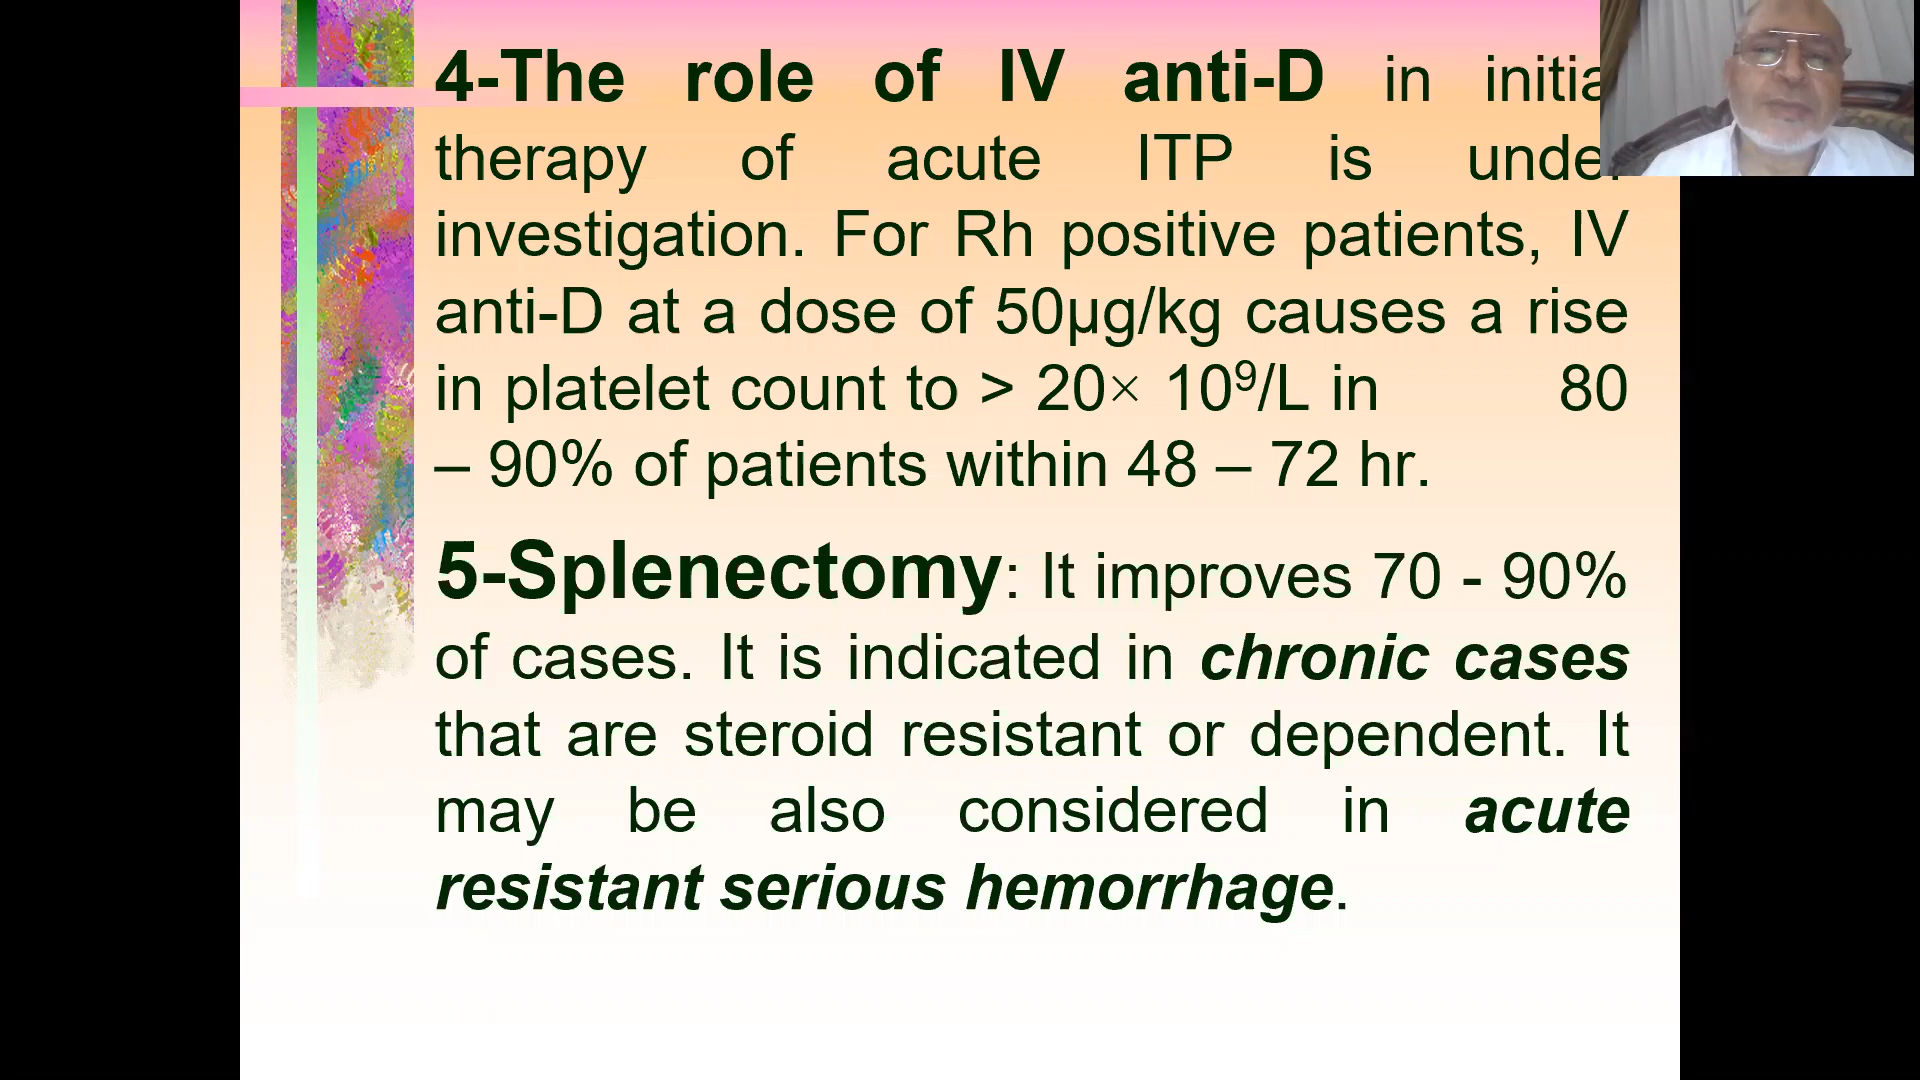 4-The role of IV anti-D in initia
therapy of acute ITP is under
investigation. For Rh positive patients, IV
anti-D at a dose of 50µg/kg causes a rise
in platelet count to > 20× 10⁹/L in 80
– 90% of patients within 48 – 72 hr.
5-Splenectomy: It improves 70 - 90%
of cases. It is indicated in chronic cases
that are steroid resistant or dependent. It
may be also considered in acute
resistant serious hemorrhage.